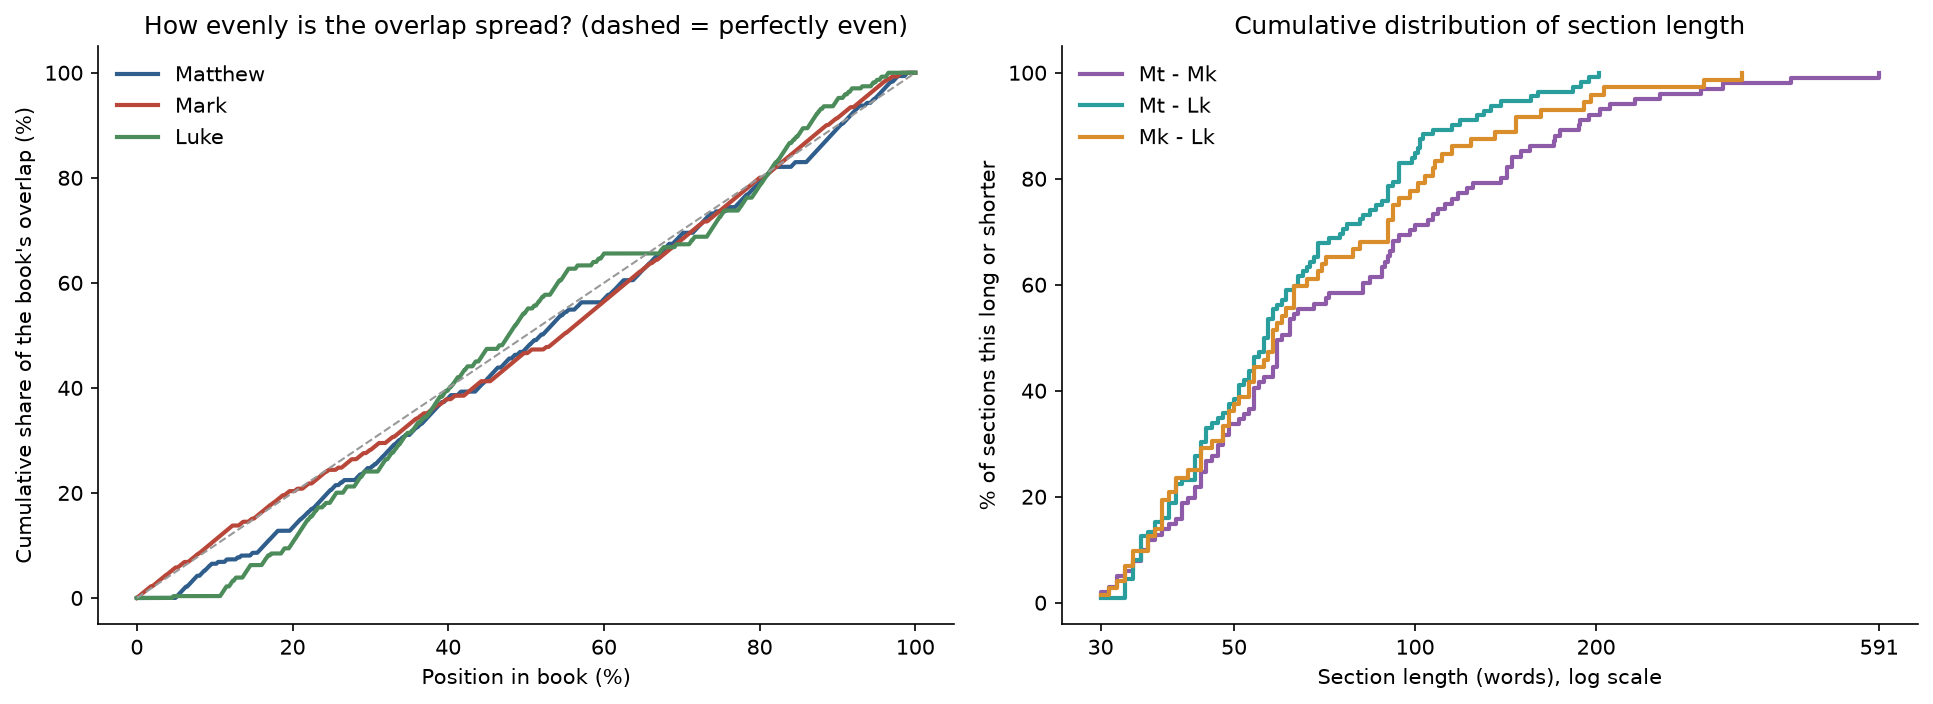 How evenly is the overlap spread? (dashed = perfectly even)
Cumulative share of the book's overlap (%)
100
80
60
40
20
0
Matthew
Mark
Luke
0 20 40 60 80 100
Position in book (%)
Cumulative distribution of section length
% of sections this long or shorter
100
80
60
40
20
0
Mt - Mk
Mt - Lk
Mk - Lk
30 50 100 200 591
Section length (words), log scale